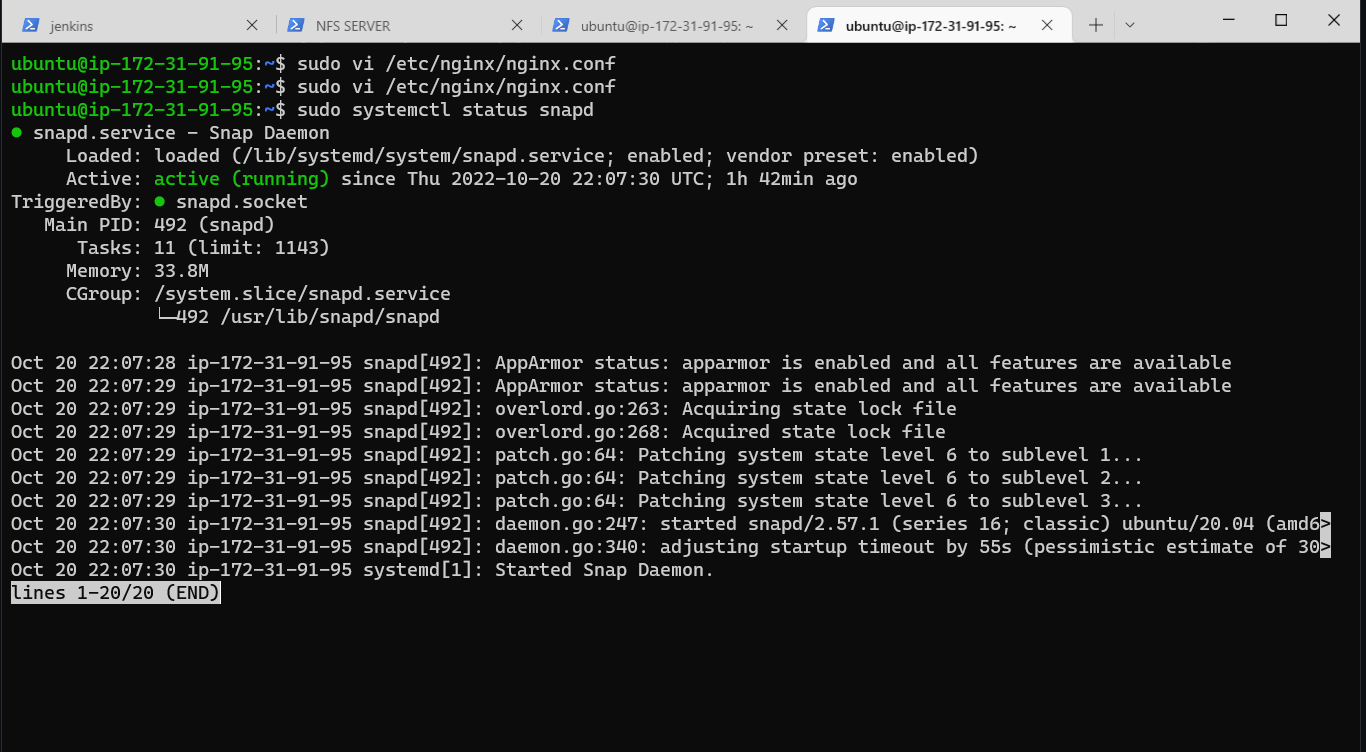 jenkins
NFS SERVER
ubuntu@ip-172-31-91-95: ~
ubuntu@ip-172-31-91-95: ~
ubuntu@ip-172-31-91-95:~$ sudo vi /etc/nginx/nginx.conf
ubuntu@ip-172-31-91-95:~$ sudo vi /etc/nginx/nginx.conf
ubuntu@ip-172-31-91-95:~$ sudo systemctl status snapd
● snapd.service - Snap Daemon
     Loaded: loaded (/lib/systemd/system/snapd.service; enabled; vendor preset: enabled)
     Active: active (running) since Thu 2022-10-20 22:07:30 UTC; 1h 42min ago
TriggeredBy: ● snapd.socket
   Main PID: 492 (snapd)
      Tasks: 11 (limit: 1143)
     Memory: 33.8M
     CGroup: /system.slice/snapd.service
             └─492 /usr/lib/snapd/snapd
Oct 20 22:07:28 ip-172-31-91-95 snapd[492]: AppArmor status: apparmor is enabled and all features are available
Oct 20 22:07:29 ip-172-31-91-95 snapd[492]: AppArmor status: apparmor is enabled and all features are available
Oct 20 22:07:29 ip-172-31-91-95 snapd[492]: overlord.go:263: Acquiring state lock file
Oct 20 22:07:29 ip-172-31-91-95 snapd[492]: overlord.go:268: Acquired state lock file
Oct 20 22:07:29 ip-172-31-91-95 snapd[492]: patch.go:64: Patching system state level 6 to sublevel 1...
Oct 20 22:07:29 ip-172-31-91-95 snapd[492]: patch.go:64: Patching system state level 6 to sublevel 2...
Oct 20 22:07:29 ip-172-31-91-95 snapd[492]: patch.go:64: Patching system state level 6 to sublevel 3...
Oct 20 22:07:30 ip-172-31-91-95 snapd[492]: daemon.go:247: started snapd/2.57.1 (series 16; classic) ubuntu/20.04 (amd6>
Oct 20 22:07:30 ip-172-31-91-95 snapd[492]: daemon.go:340: adjusting startup timeout by 55s (pessimistic estimate of 30>
Oct 20 22:07:30 ip-172-31-91-95 systemd[1]: Started Snap Daemon.
lines 1-20/20 (END)